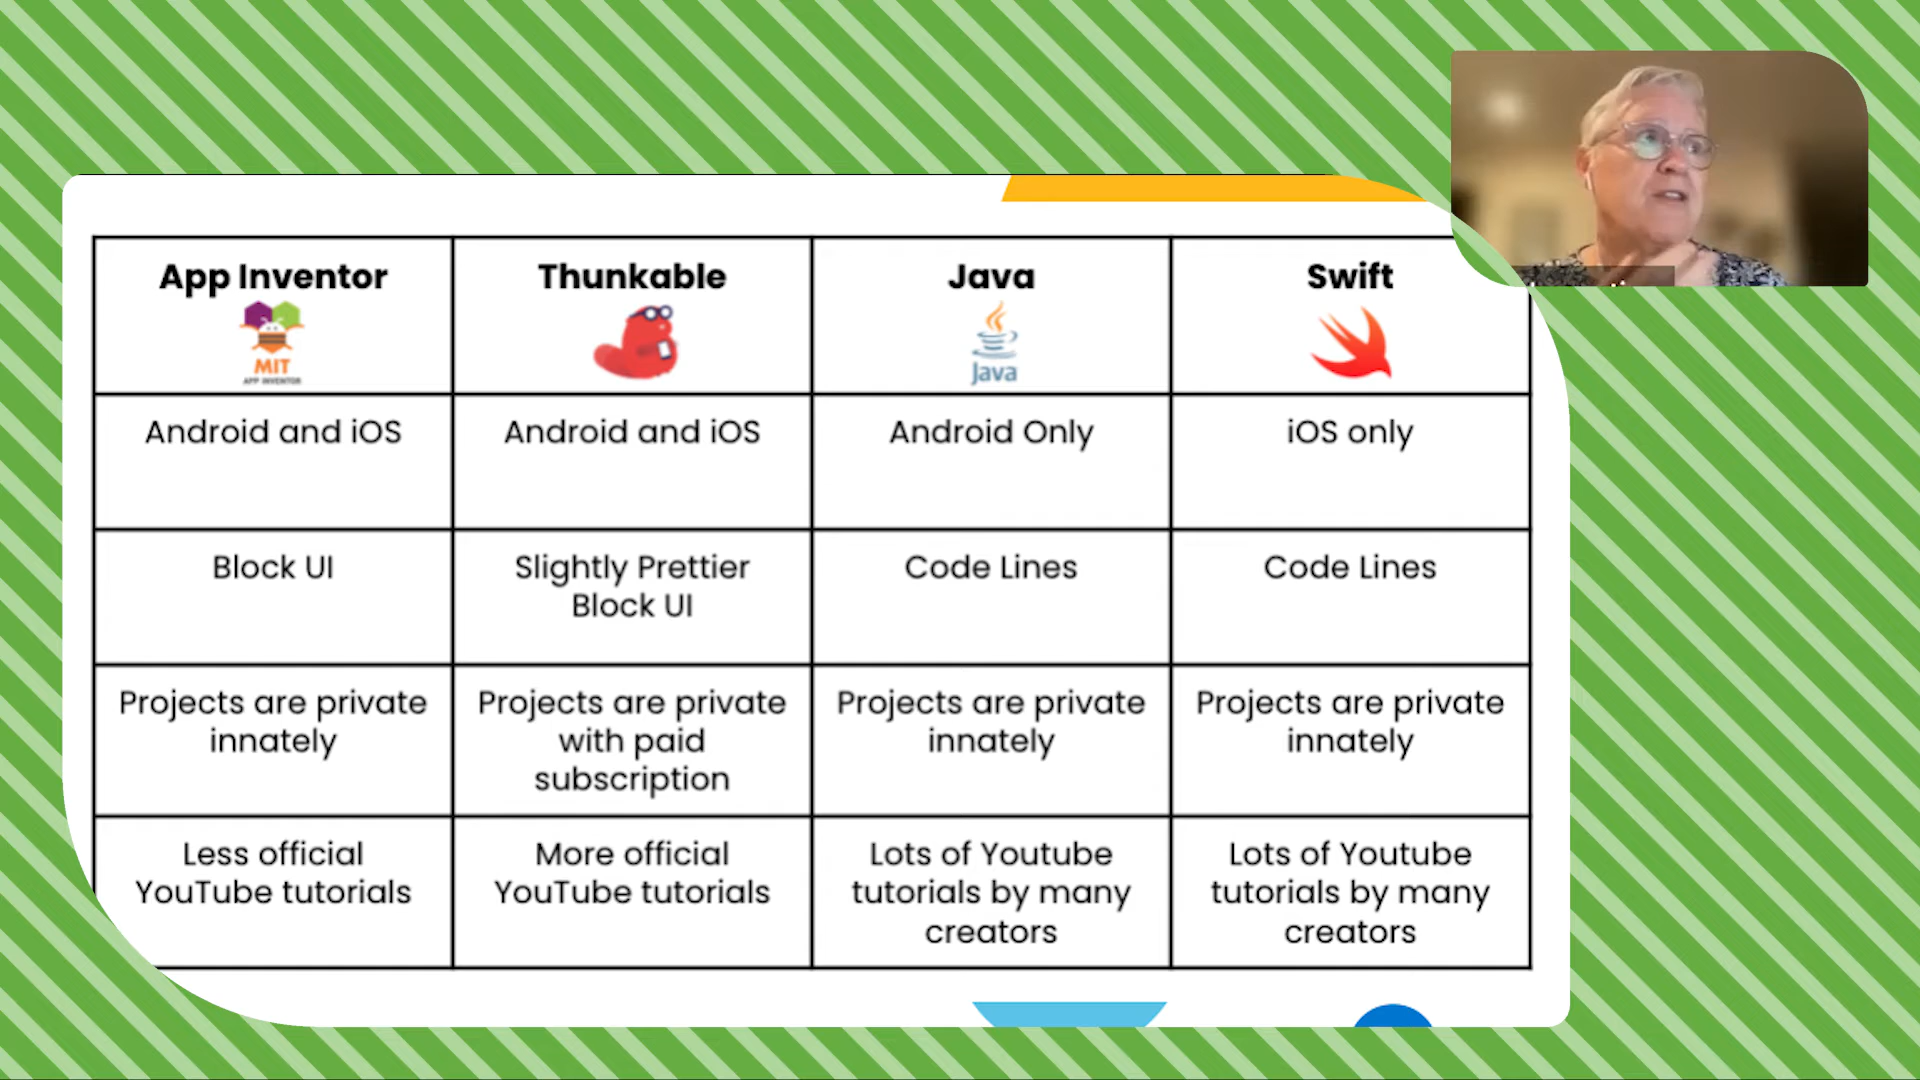 App Inventor
MIT
APP INVENTOR
Thunkable
Java
Java
Swift
Android and iOS
Android and iOS
Android Only
iOS only
Block UI
Slightly Prettier
Block UI
Code Lines
Code Lines
Projects are private
innately
Projects are private
with paid
subscription
Projects are private
innately
Projects are private
innately
Less official
YouTube tutorials
More official
YouTube tutorials
Lots of Youtube
tutorials by many
creators
Lots of Youtube
tutorials by many
creators